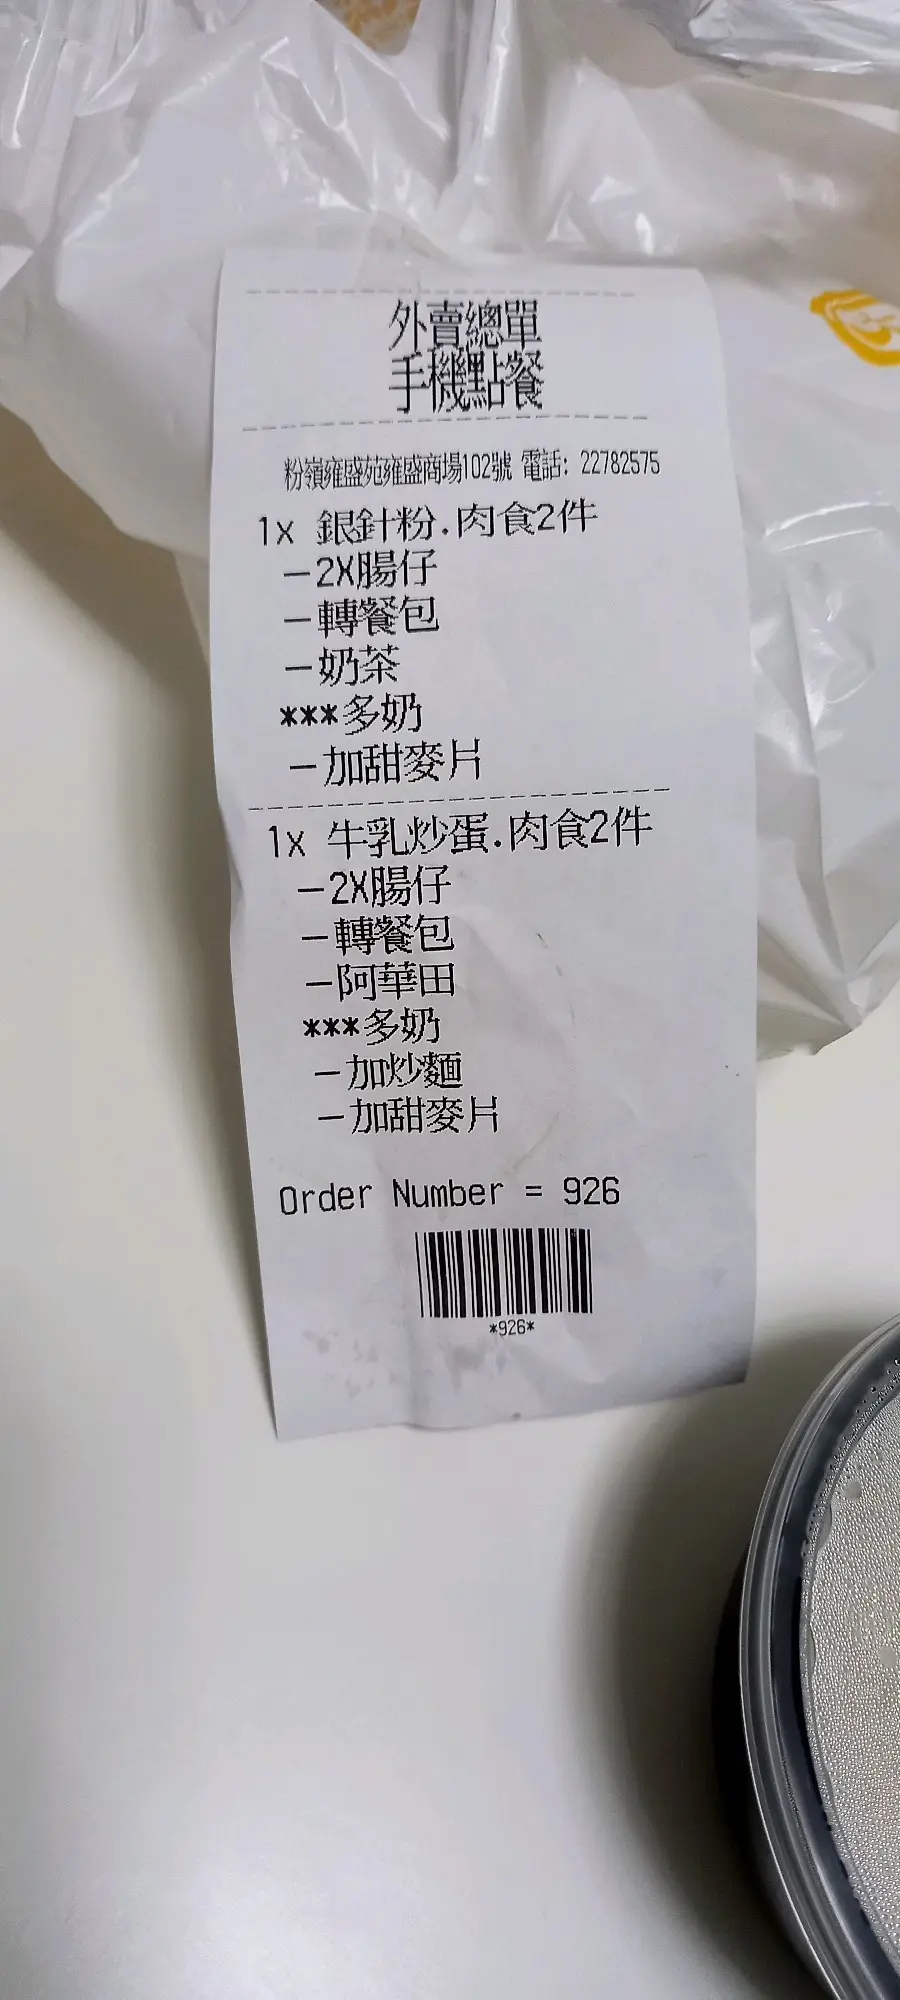 外賣總單
手機點餐
粉嶺雍盛苑雍盛商場102號 電話: 22782575
1x 銀針粉.肉食2件
-2X腸仔
-轉餐包
-奶茶
***多奶
-加甜麥片
1x 牛乳炒蛋.肉食2件
-2X腸仔
-轉餐包
-阿華田
***多奶
-加炒麵
-加甜麥片
Order Number = 926
*926*